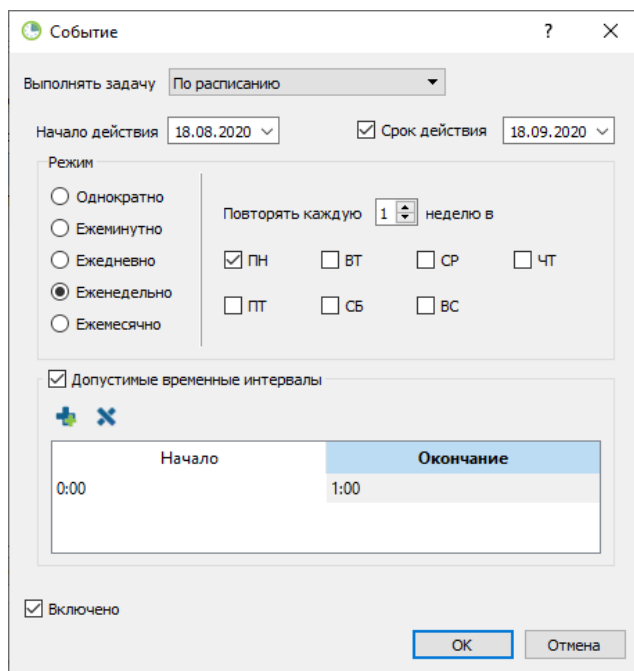 Событие ?
Выполнять задачу По расписанию
Начало действия 18.08.2020 Срок действия 18.09.2020
Режим
Однократно
Ежеминутно
Ежедневно
Еженедельно
Ежемесячно
Повторять каждую 1 неделю в
ПН ВТ СР ЧТ
ПТ СБ ВС
Допустимые временные интервалы
Начало Окончание
0:00 1:00
Включено
ОК Отмена